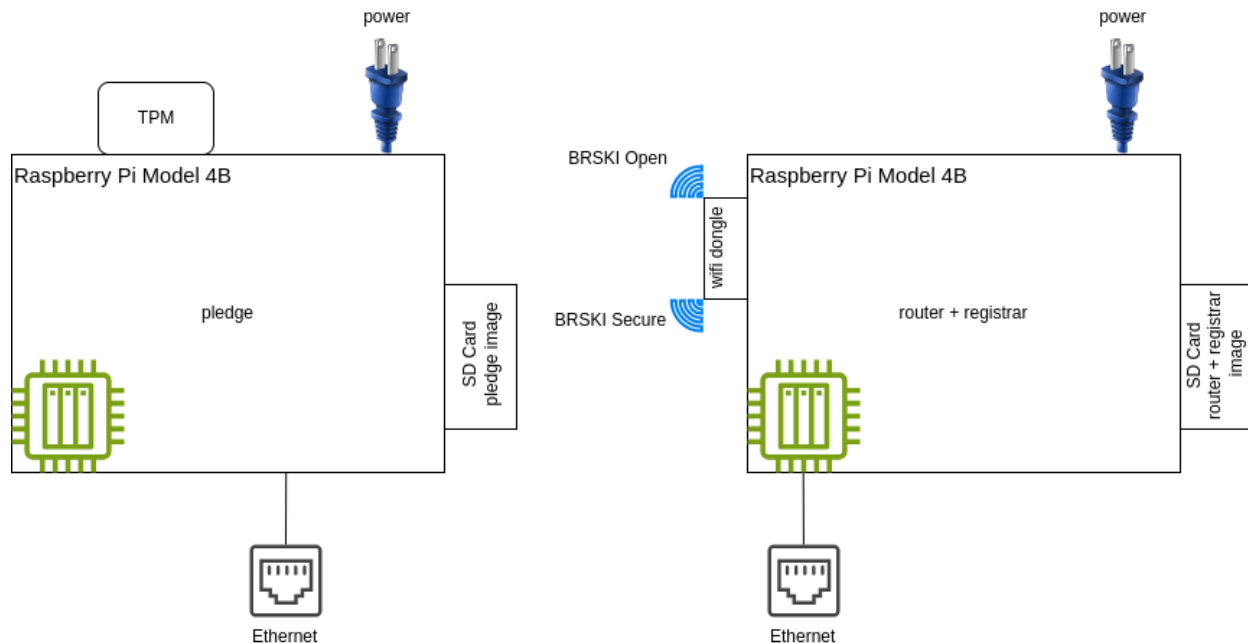 power
TPM
Raspberry Pi Model 4B
pledge
SD Card
pledge image
Ethernet
power
BRSKI Open
Raspberry Pi Model 4B
wifi dongle
BRSKI Secure
router + registrar
SD Card
router + registrar
image
Ethernet